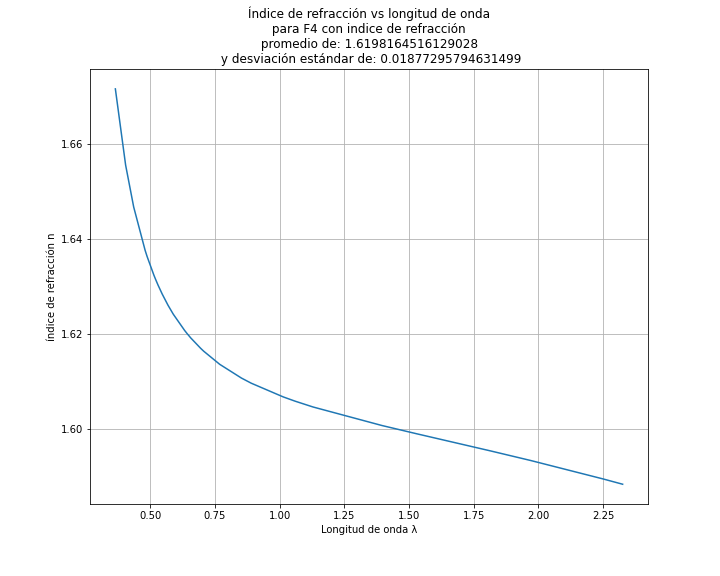 Índice de refracción vs longitud de onda
para F4 con indice de refracción
promedio de: 1.6198164516129028
y desviación estándar de: 0.01877295794631499
1.66
1.64
1.62
1.60
Índice de refracción n
0.50 0.75 1.00 1.25 1.50 1.75 2.00 2.25
Longitud de onda λ